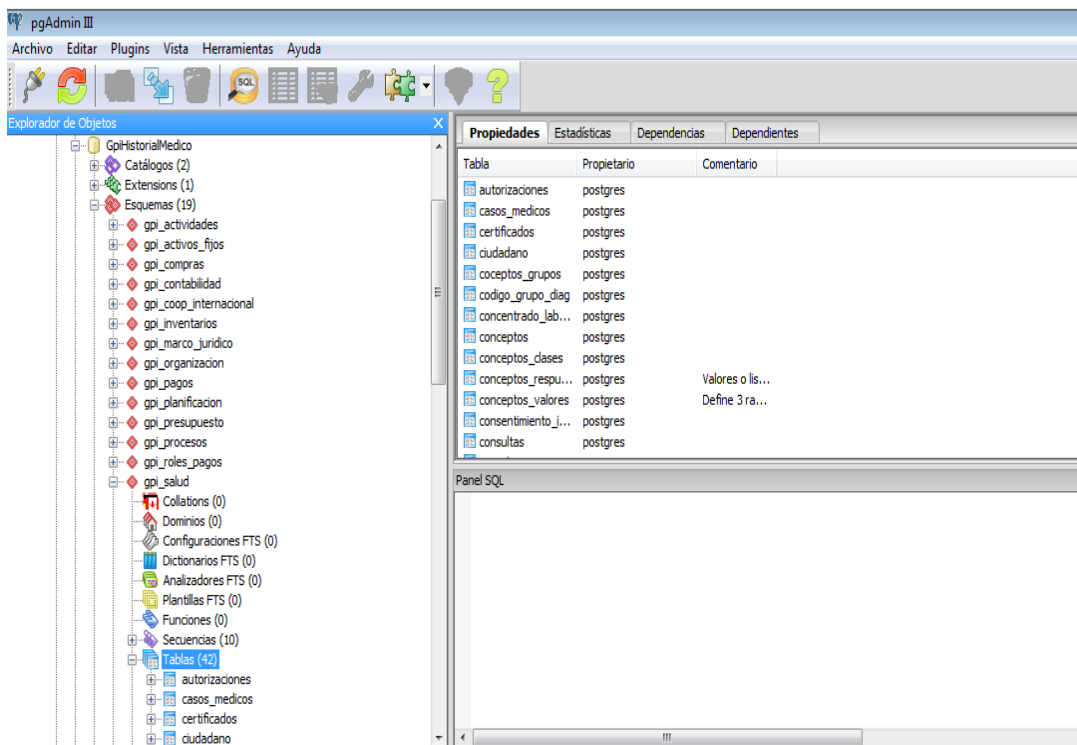 pgAdmin III
Archivo Editar Plugins Vista Herramientas Ayuda
SQL
Explorador de Objetos X
GpiHistorialMedico
Catálogos (2)
Extensions (1)
Esquemas (19)
gpi_actividades
gpi_activos_fijos
gpi_compras
gpi_contabilidad
gpi_coop_internacional
gpi_inventarios
gpi_marco_juridico
gpi_organizacion
gpi_pagos
gpi_planificacion
gpi_presupuesto
gpi_procesos
gpi_roles_pagos
gpi_salud
Collations (0)
Dominios (0)
Configuraciones FTS (0)
Dictionarios FTS (0)
Analizadores FTS (0)
Plantillas FTS (0)
Funciones (0)
Secuencias (10)
Tablas (42)
autorizaciones
casos_medicos
certificados
ciudadano
Propiedades Estadísticas Dependencias Dependientes
Tabla Propietario Comentario
autorizaciones postgres
casos_medicos postgres
certificados postgres
ciudadano postgres
coceptos_grupos postgres
codigo_grupo_diag postgres
concentrado_lab... postgres
conceptos postgres
conceptos_clases postgres
conceptos_respu... postgres Valores o lis...
conceptos_valores postgres Define 3 ra...
consentimiento_i... postgres
consultas postgres
Panel SQL